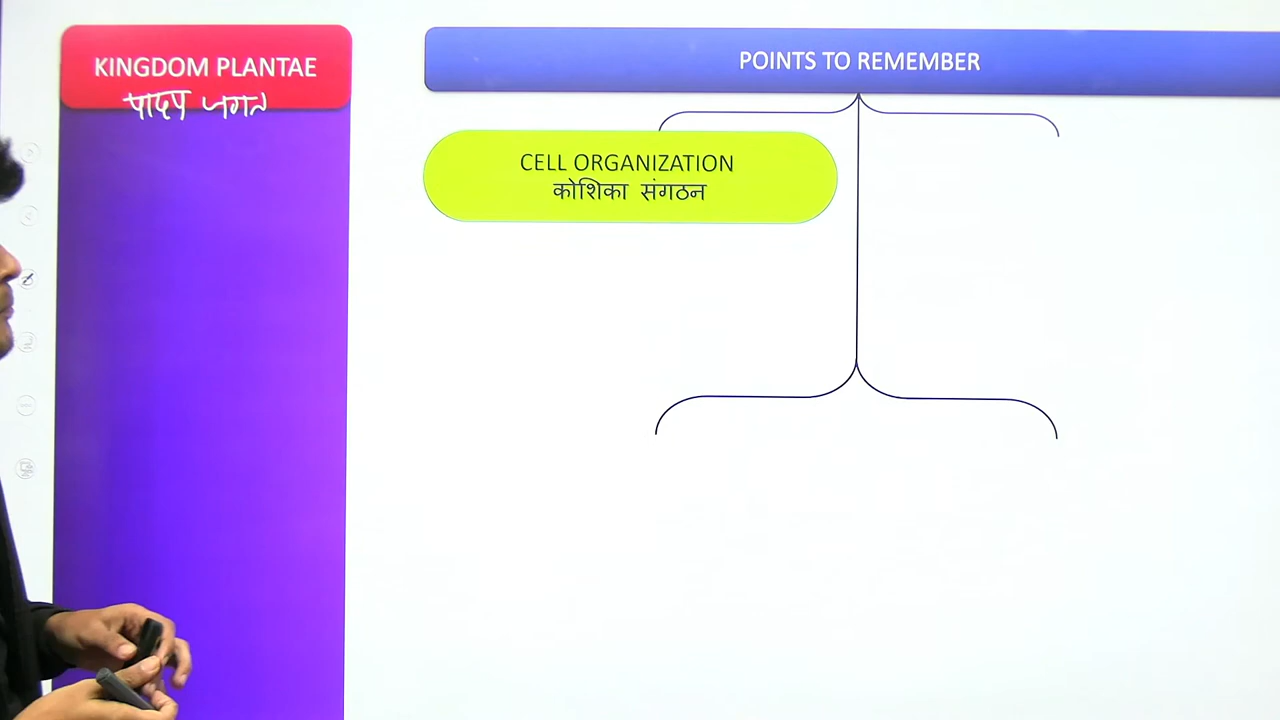 KINGDOM PLANTAE
पादप जगत
POINTS TO REMEMBER
CELL ORGANIZATION
कोशिका संगठन